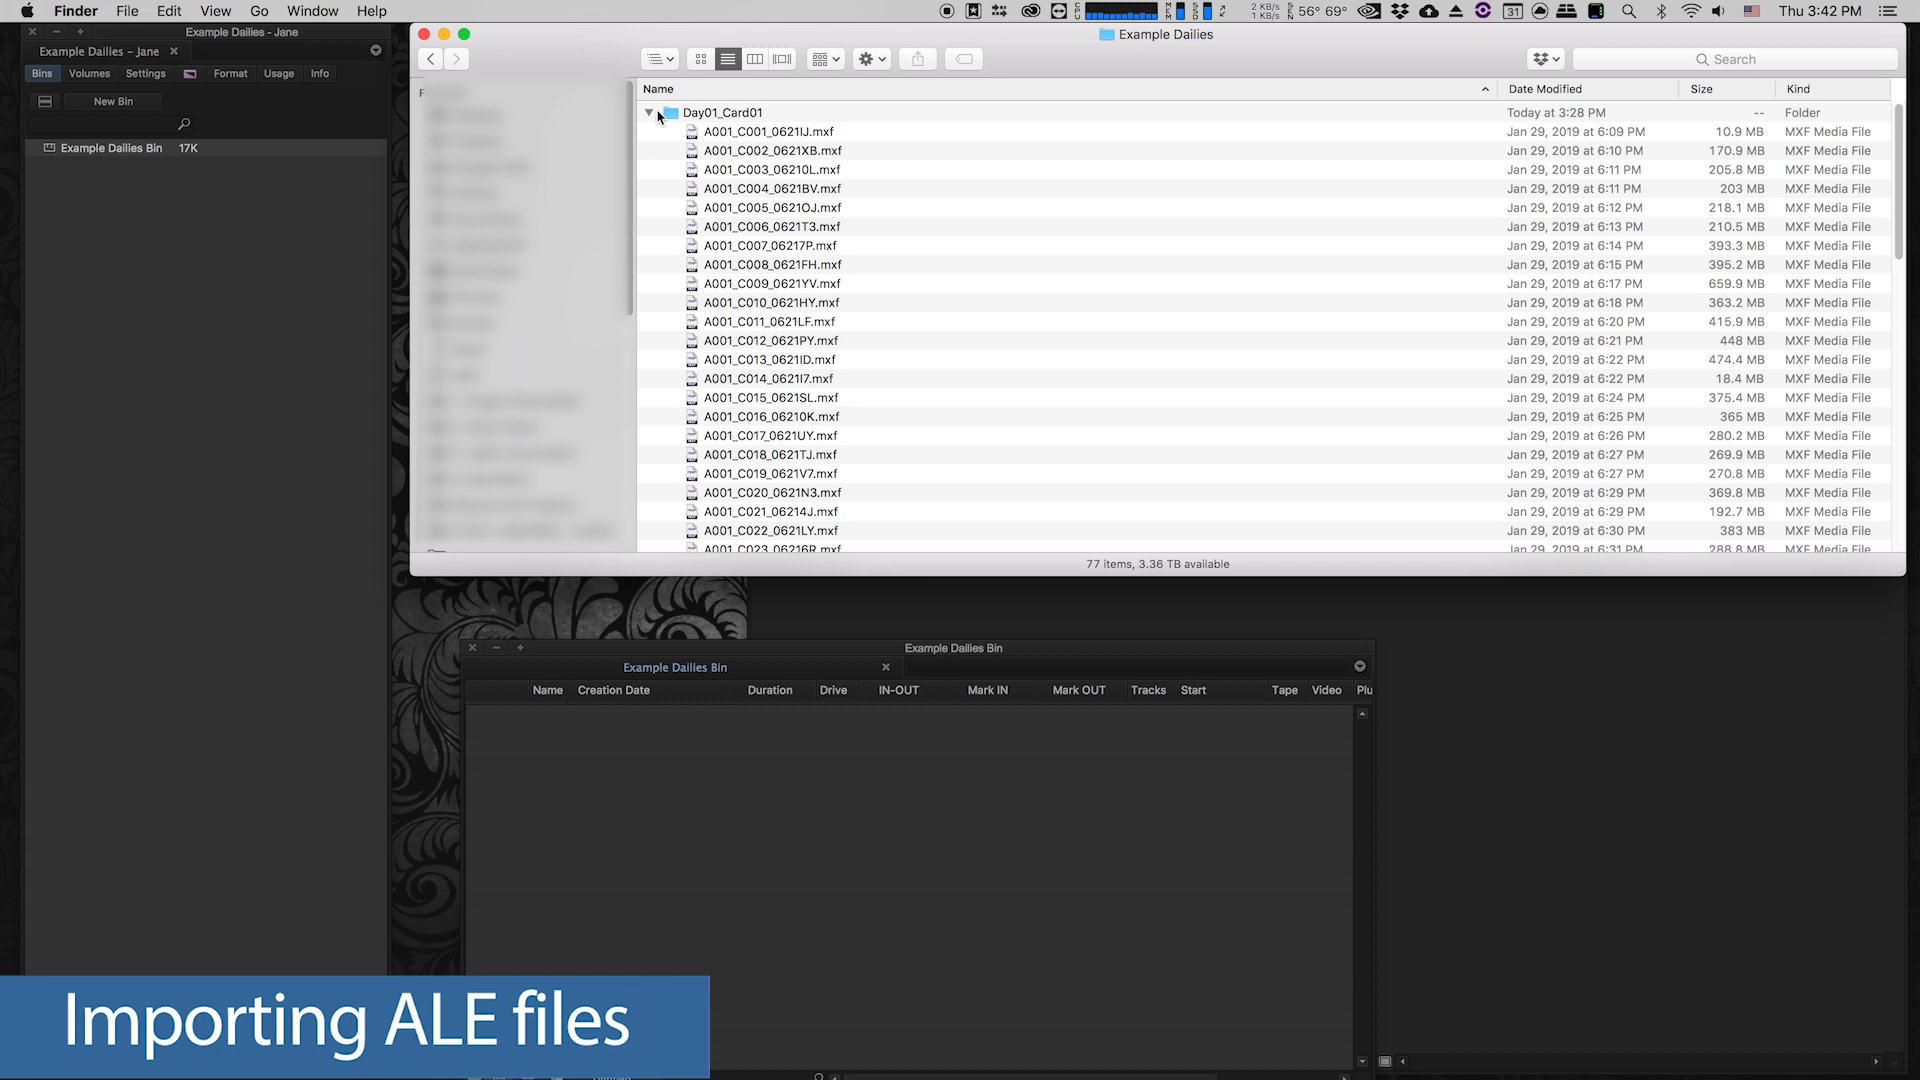 Finder File Edit View Go Window Help
2 KB/s
1 KB/s
56° 69°
31
Thu 3:42 PM
Example Dailies - Jane
Example Dailies – Jane
Bins Volumes Settings Format Usage Info
New Bin
Example Dailies Bin 17K
Example Dailies
Search
Name Date Modified Size Kind
Day01_Card01 Today at 3:28 PM -- Folder
A001_C001_0621IJ.mxf Jan 29, 2019 at 6:09 PM 10.9 MB MXF Media File
A001_C002_0621XB.mxf Jan 29, 2019 at 6:10 PM 170.9 MB MXF Media File
A001_C003_06210L.mxf Jan 29, 2019 at 6:11 PM 205.8 MB MXF Media File
A001_C004_0621BV.mxf Jan 29, 2019 at 6:11 PM 203 MB MXF Media File
A001_C005_0621OJ.mxf Jan 29, 2019 at 6:12 PM 218.1 MB MXF Media File
A001_C006_0621T3.mxf Jan 29, 2019 at 6:13 PM 210.5 MB MXF Media File
A001_C007_06217P.mxf Jan 29, 2019 at 6:14 PM 393.3 MB MXF Media File
A001_C008_0621FH.mxf Jan 29, 2019 at 6:15 PM 395.2 MB MXF Media File
A001_C009_0621YV.mxf Jan 29, 2019 at 6:17 PM 659.9 MB MXF Media File
A001_C010_0621HY.mxf Jan 29, 2019 at 6:18 PM 363.2 MB MXF Media File
A001_C011_0621LF.mxf Jan 29, 2019 at 6:20 PM 415.9 MB MXF Media File
A001_C012_0621PY.mxf Jan 29, 2019 at 6:21 PM 448 MB MXF Media File
A001_C013_0621ID.mxf Jan 29, 2019 at 6:22 PM 474.4 MB MXF Media File
A001_C014_0621I7.mxf Jan 29, 2019 at 6:22 PM 18.4 MB MXF Media File
A001_C015_0621SL.mxf Jan 29, 2019 at 6:24 PM 375.4 MB MXF Media File
A001_C016_06210K.mxf Jan 29, 2019 at 6:25 PM 365 MB MXF Media File
A001_C017_0621UY.mxf Jan 29, 2019 at 6:26 PM 280.2 MB MXF Media File
A001_C018_0621TJ.mxf Jan 29, 2019 at 6:27 PM 269.9 MB MXF Media File
A001_C019_0621V7.mxf Jan 29, 2019 at 6:27 PM 270.8 MB MXF Media File
A001_C020_0621N3.mxf Jan 29, 2019 at 6:29 PM 369.8 MB MXF Media File
A001_C021_06214J.mxf Jan 29, 2019 at 6:29 PM 192.7 MB MXF Media File
A001_C022_0621LY.mxf Jan 29, 2019 at 6:30 PM 383 MB MXF Media File
A001_C023_06216R.mxf Jan 29, 2019 at 6:31 PM 288.8 MB MXF Media File
77 items, 3.36 TB available
Example Dailies Bin
Example Dailies Bin
Name Creation Date Duration Drive IN-OUT Mark IN Mark OUT Tracks Start Tape Video Plu
Importing ALE files